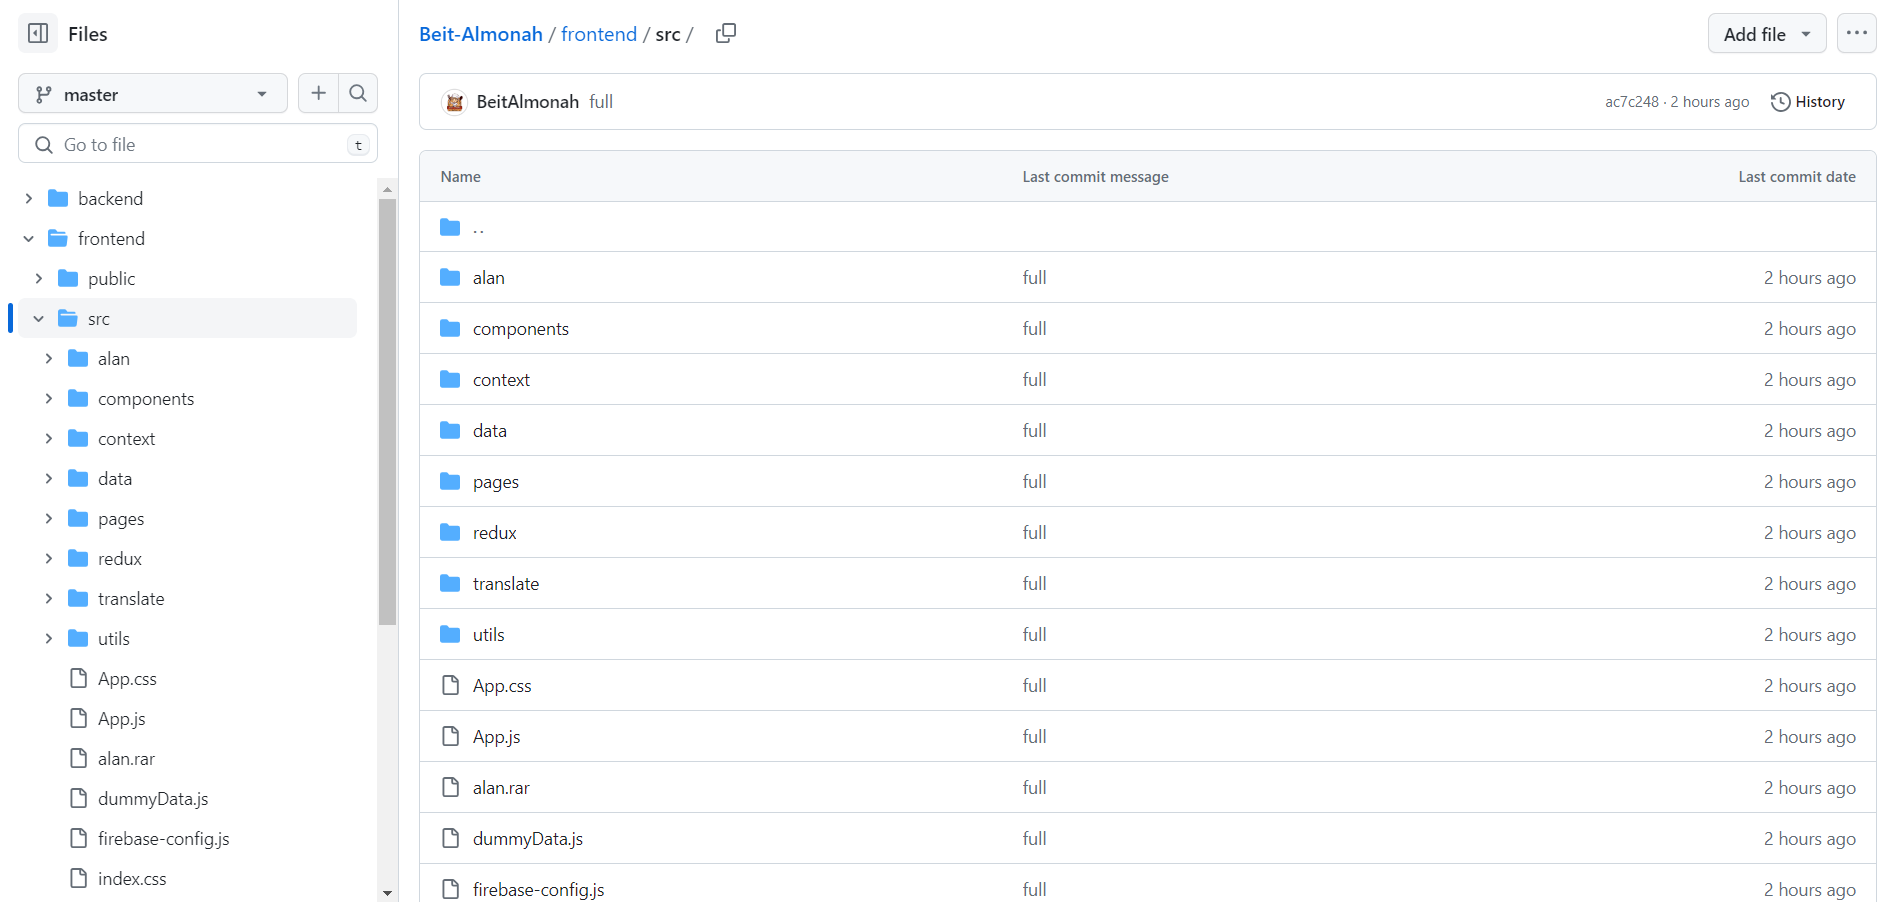 Files
master
Go to file
t
backend
frontend
public
src
alan
components
context
data
pages
redux
translate
utils
App.css
App.js
alan.rar
dummyData.js
firebase-config.js
index.css
Beit-Almonah / frontend / src /
Add file
BeitAlmonah full
ac7c248 · 2 hours ago
History
Name Last commit message Last commit date
..
alan full 2 hours ago
components full 2 hours ago
context full 2 hours ago
data full 2 hours ago
pages full 2 hours ago
redux full 2 hours ago
translate full 2 hours ago
utils full 2 hours ago
App.css full 2 hours ago
App.js full 2 hours ago
alan.rar full 2 hours ago
dummyData.js full 2 hours ago
firebase-config.js full 2 hours ago